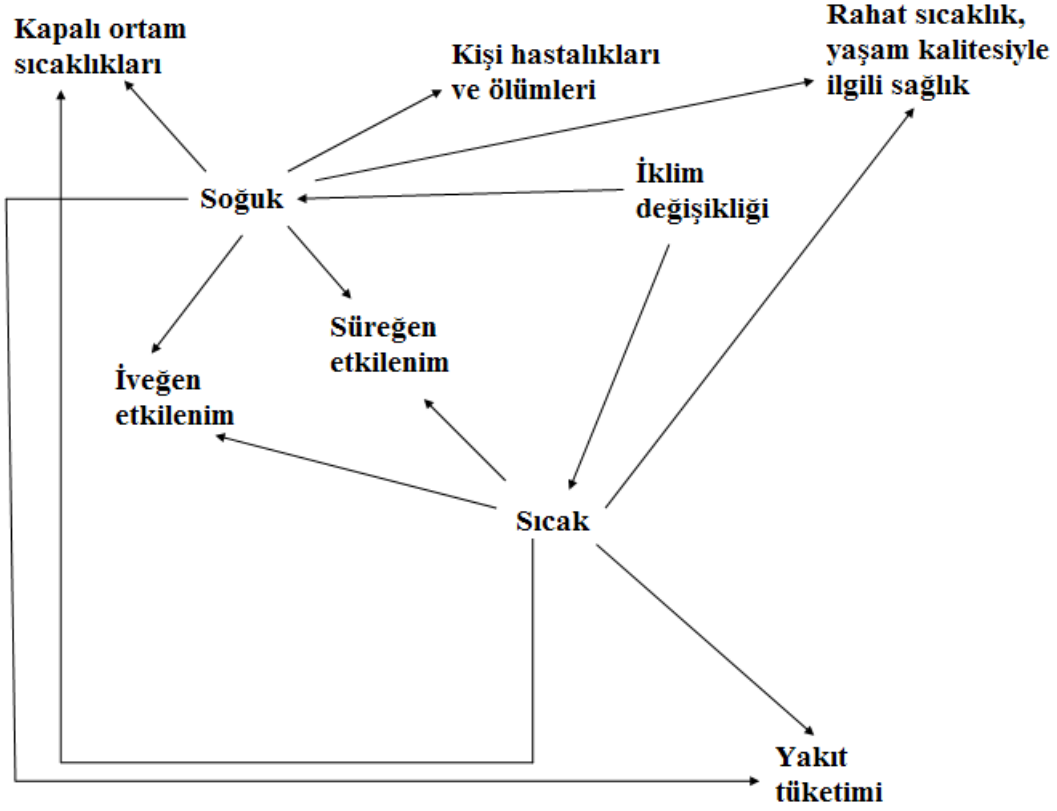 Kapalı ortam
sıcaklıkları
Kişi hastalıkları
ve ölümleri
Rahat sıcaklık,
yaşam kalitesiyle
ilgili sağlık
Soğuk
İklim
değişikliği
Süreğen
etkilenim
İveğen
etkilenim
Sıcak
Yakıt
tüketimi